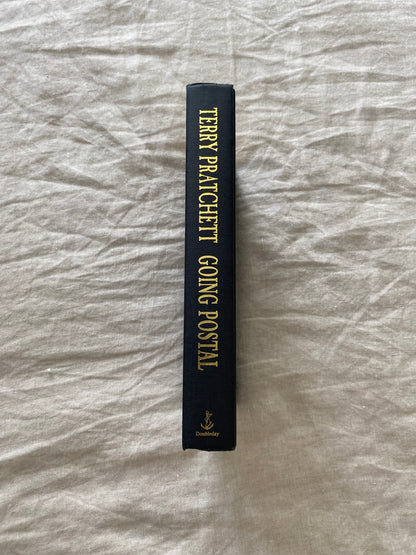 TERRY PRATCHETT GOING POSTAL
Doubleday